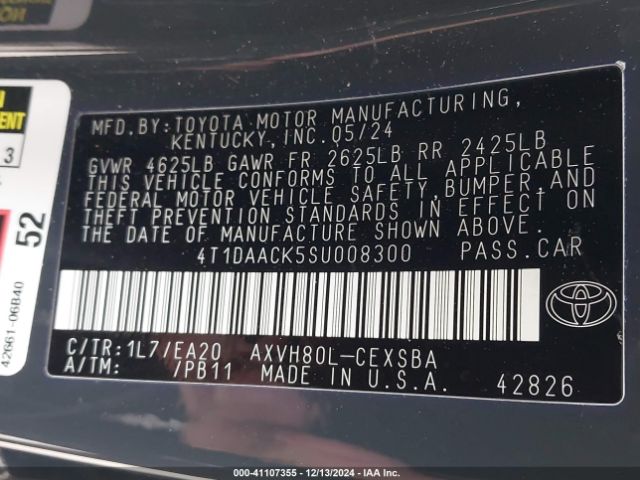 MFD.BY:TOYOTA MOTOR MANUFACTURING,
KENTUCKY,INC.05/24
GVWR 4625LB GAWR FR 2625LB RR 2425LB
THIS VEHICLE CONFORMS TO ALL APPLICABLE
FEDERAL MOTOR VEHICLE SAFETY,BUMPER,AND
THEFT PREVENTION STANDARDS IN EFFECT ON
THE DATE OF MANUFACTURE SHOWN ABOVE.
4T1DAACK5SU008300 PASS.CAR
C/TR:1L7/EA20 AXVH80L-CEXSBA
A/TM: /PB11 MADE IN U.S.A. 42826
3
52
42661-06B40
000-41107355 - 12/13/2024 - IAA Inc.